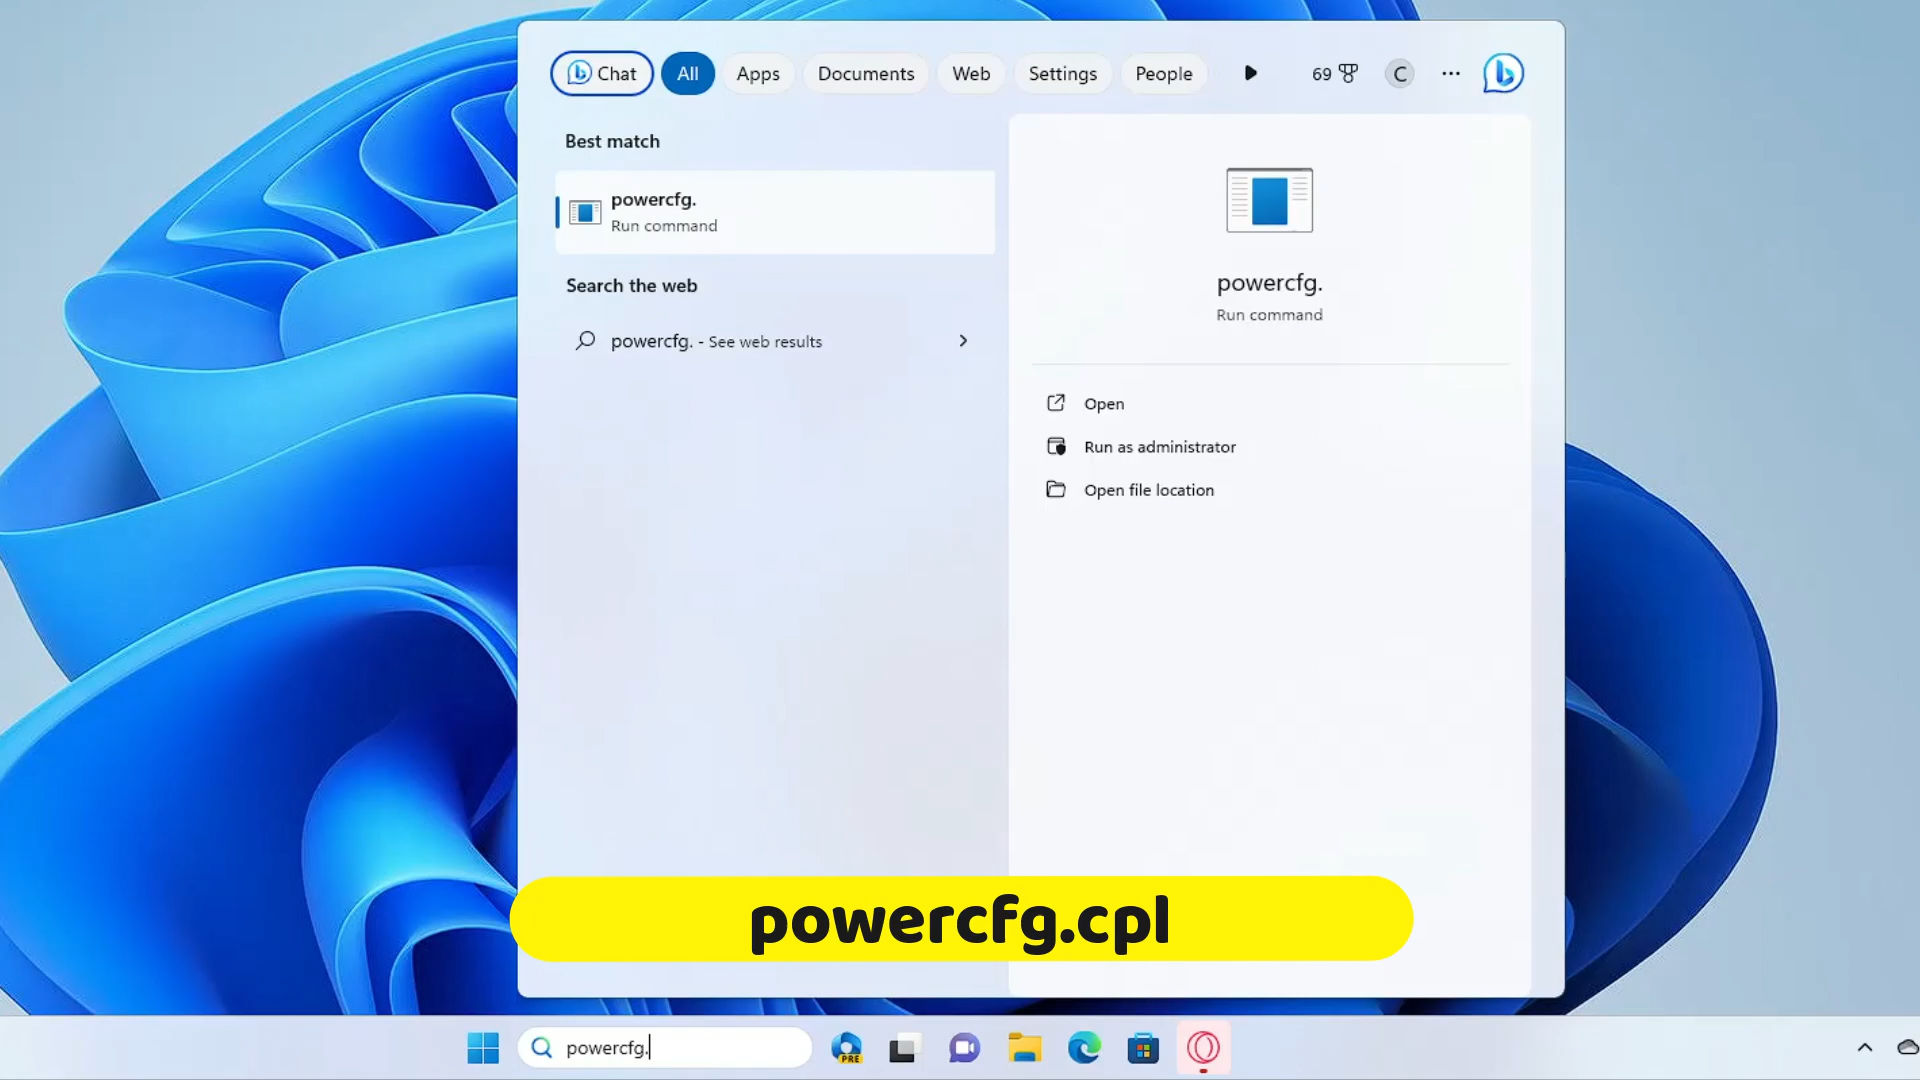 Chat All Apps Documents Web Settings People 69 C ...
Best match
powercfg.
Run command
Search the web
powercfg. - See web results
powercfg.
Run command
Open
Run as administrator
Open file location
powercfg.cpl
powercfg.
PRE